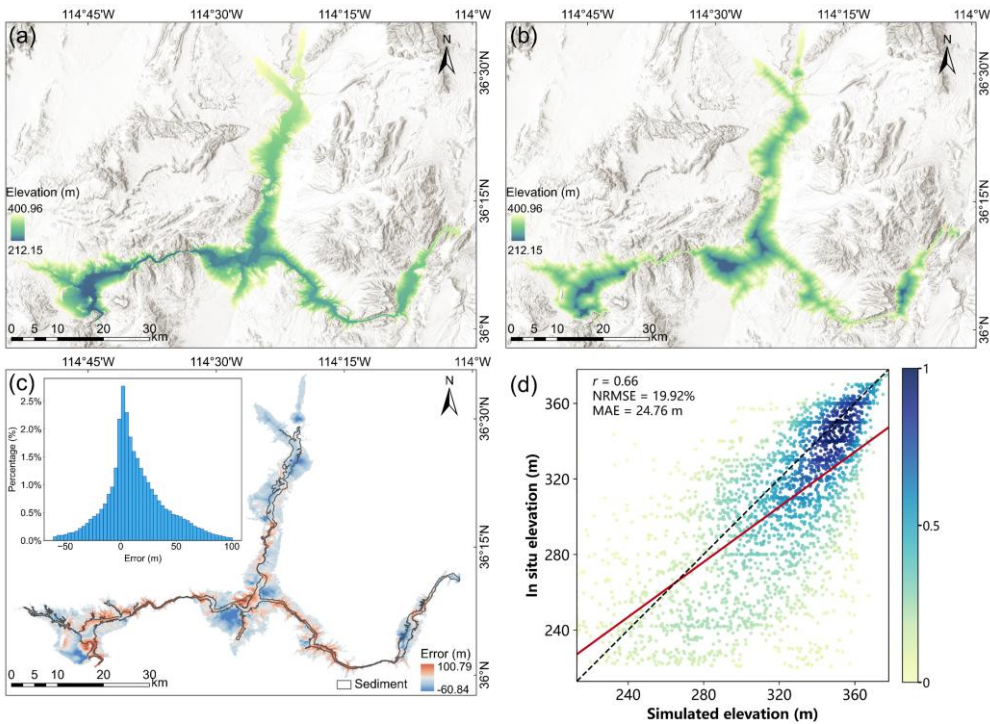 114°45'W 114°30'W 114°15'W 114°W
(a)
N
36°30'N
36°15'N
36°N
Elevation (m)
400.96
212.15
0 5 10 20 30
km
114°45'W 114°30'W 114°15'W 114°W
(b)
N
36°30'N
36°15'N
36°N
Elevation (m)
400.96
212.15
0 5 10 20 30
km
114°45'W 114°30'W 114°15'W 114°W
(c)
N
36°30'N
36°15'N
36°N
Percentage (%)
2.5%
2.0%
1.5%
1.0%
0.5%
0.0%
−50 0 50 100
Error (m)
0 5 10 20 30
km
Sediment
Error (m)
100.79
-60.84
(d)
r = 0.66
NRMSE = 19.92%
MAE = 24.76 m
In situ elevation (m)
360
320
280
240
240 280 320 360
Simulated elevation (m)
1
0.5
0